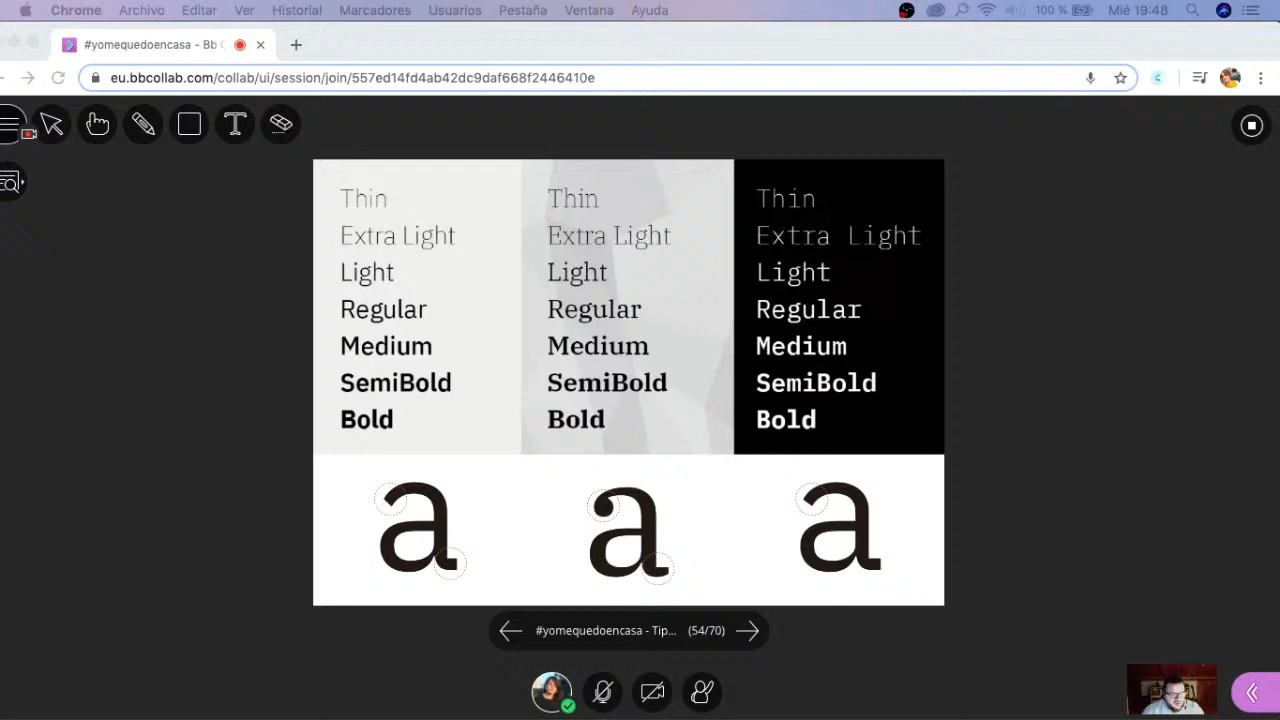 Chrome Archivo Editar Ver Historial Marcadores Usuarios Pestaña Ventana Ayuda 100 % Mié 19:48
#yomequedoencasa - Bb C
eu.bbcollab.com/collab/ui/session/join/557ed14fd4ab42dc9daf668f2446410e
Thin
Extra Light
Light
Regular
Medium
SemiBold
Bold
Thin
Extra Light
Light
Regular
Medium
SemiBold
Bold
Thin
Extra Light
Light
Regular
Medium
SemiBold
Bold
a a a
#yomequedoencasa - Tip... (54/70)